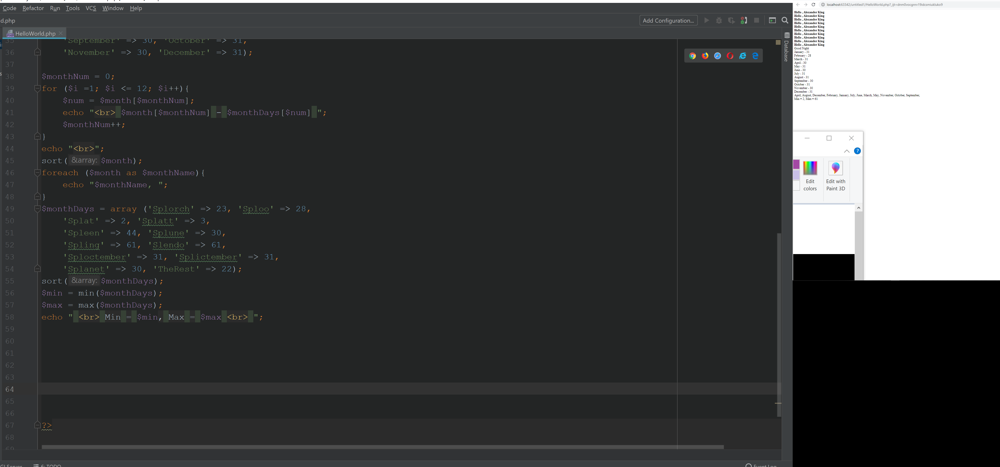 Code Refactor Run Tools VCS Window Help
d.php
Add Configuration...
HelloWorld.php
35 'September' => 30, 'October' => 31,
36 'November' => 30, 'December' => 31);
37
38 $monthNum = 0;
39 for ($i =1; $i <= 12; $i++){
40 $num = $month[$monthNum];
41 echo "<br> $month[$monthNum] - $monthDays[$num] ";
42 $monthNum++;
43 }
44 echo "<br>";
45 sort( &array: $month);
46 foreach ($month as $monthName){
47 echo "$monthName, ";
48 }
49 $monthDays = array ('Splorch' => 23, 'Sploo' => 28,
50 'Splat' => 2, 'Splatt' => 3,
51 'Spleen' => 44, 'Splune' => 30,
52 'Spling' => 61, 'Slendo' => 61,
53 'Sploctember' => 31, 'Splictember' => 31,
54 'Splanet' => 30, 'TheRest' => 22);
55 sort( &array: $monthDays);
56 $min = min($monthDays);
57 $max = max($monthDays);
58 echo " <br> Min = $min, Max = $max <br> ";
59
60
61
62
63
64
65
66
67 ?>
68
69
GI Server 6: TODO
Event Log
Database
localhost:63342/untitled1/HelloWorld.php?_ijt=dnm0vocgnrv19idcsmiukluko9
Hello , Alexander King
Hello , Alexander King
Hello , Alexander King
Hello , Alexander King
Hello , Alexander King
Hello , Alexander King
Hello , Alexander King
Hello , Alexander King
Hello , Alexander King
Hello , Alexander King
Good Night
January - 31
February - 28
March - 31
April - 30
May - 31
June - 30
July - 31
August - 31
September - 30
October - 31
November - 30
December - 31
April, August, December, February, January, July, June, March, May, November, October, September,
Min = 2, Max = 61
Edit colors
Edit with Paint 3D